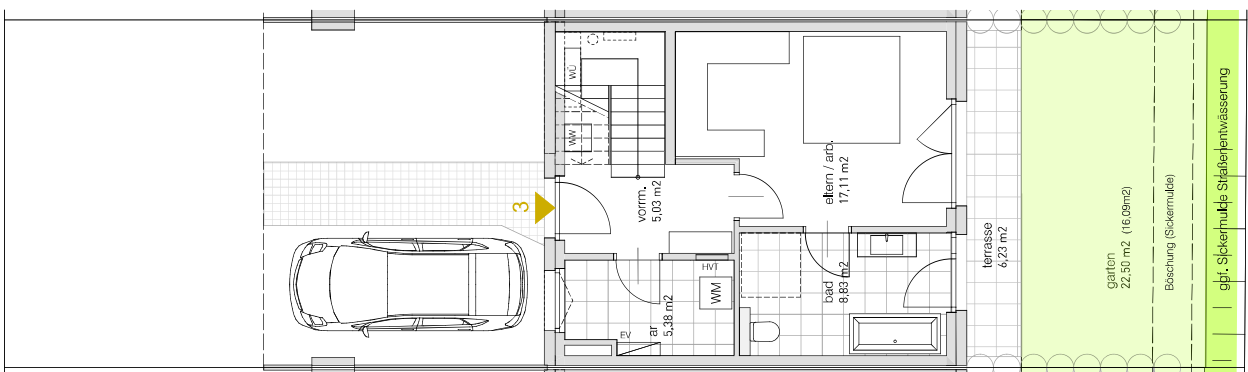 3
WÜ
WW
vorrm.
5,03 m2
eltern / arb.
17,11 m2
HVT
WM
EV
ar
5,38 m2
bad
8,83 m2
terrasse
6,23 m2
garten
22,50 m2 (16,09m2)
Böschung (Sickermulde)
ggf. Sickermulde Straßenentwässerung